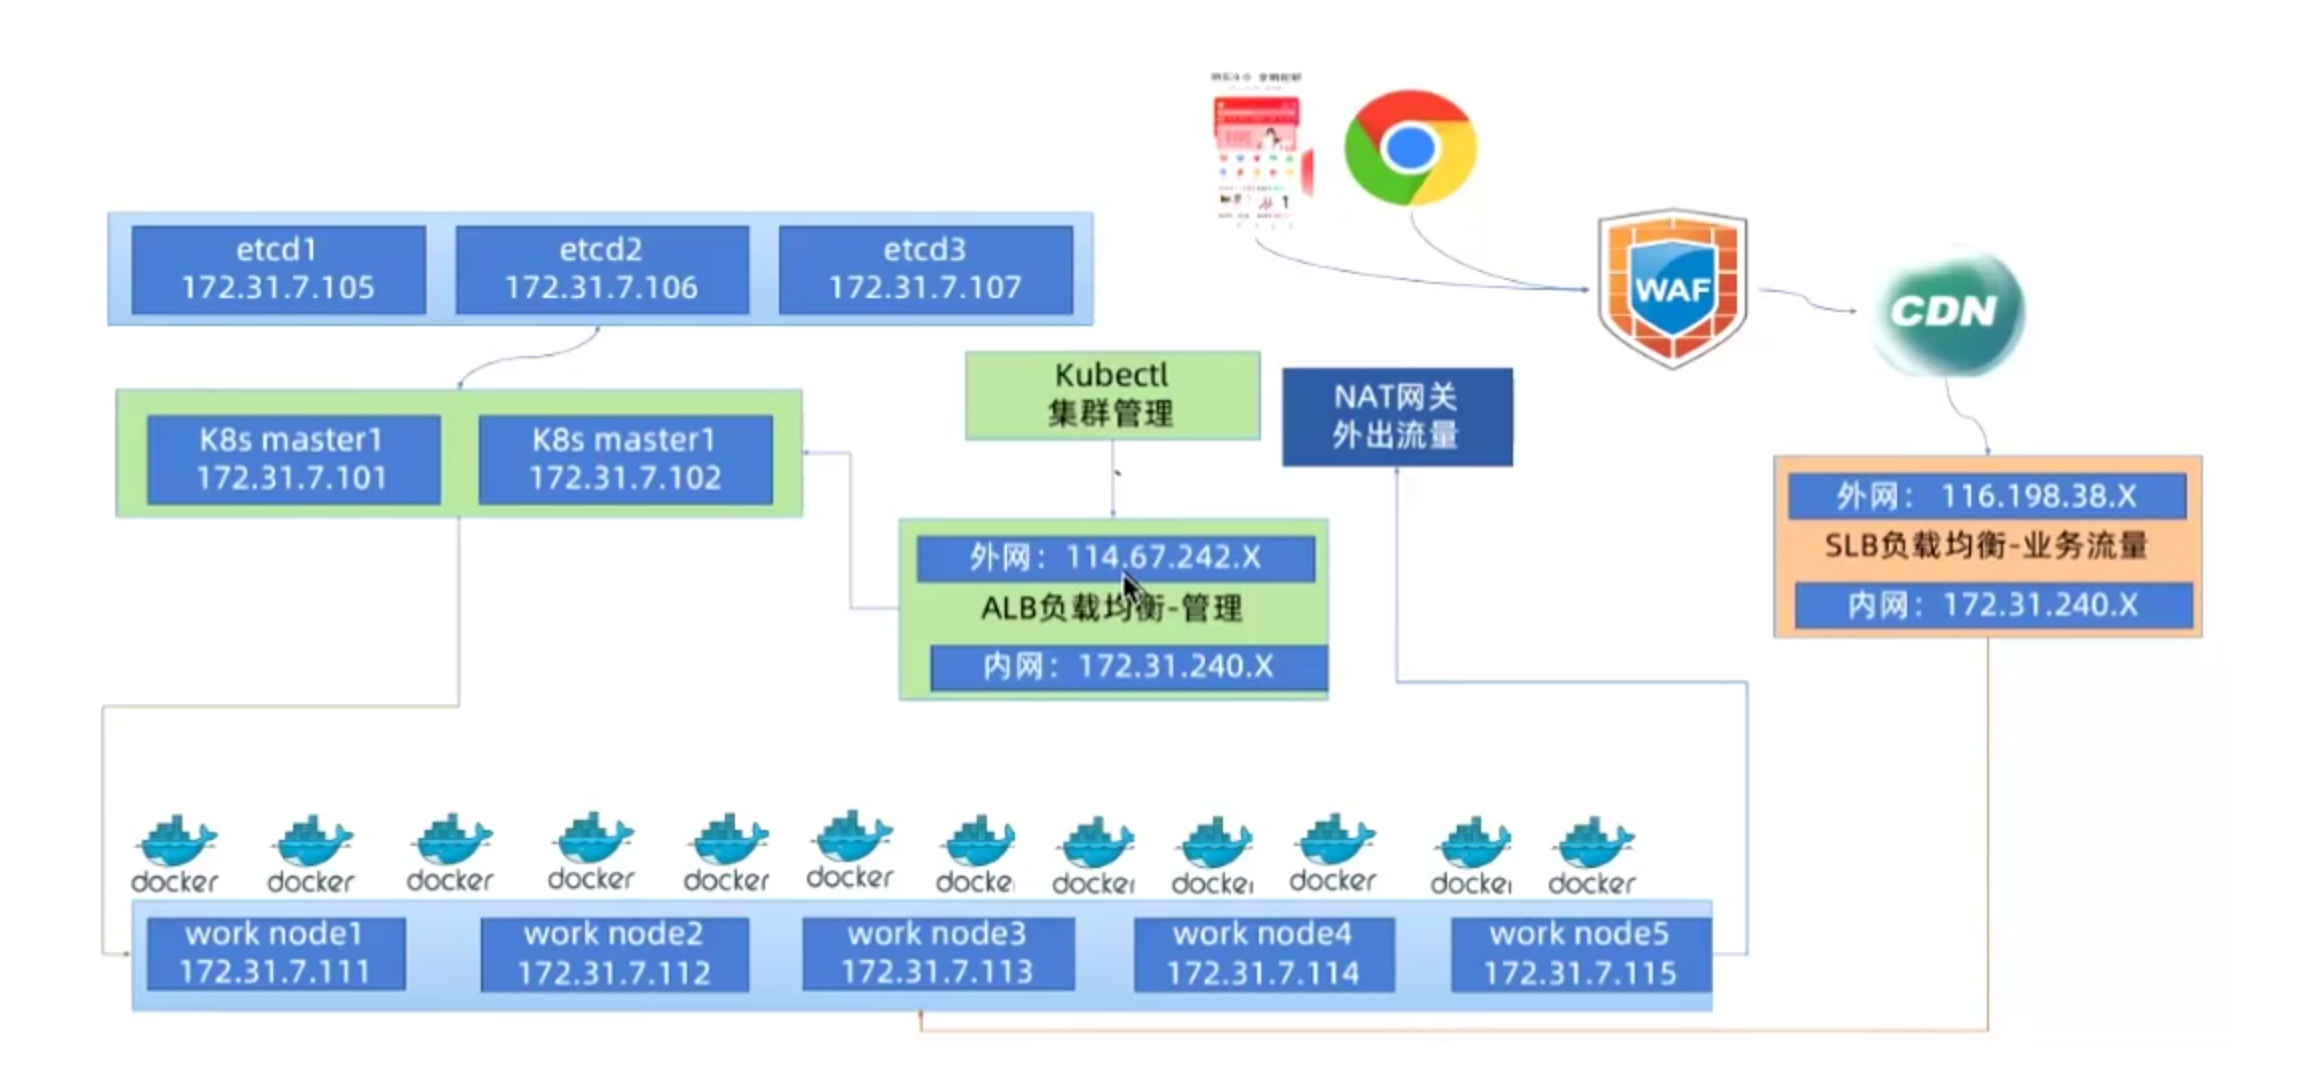 etcd1
172.31.7.105
etcd2
172.31.7.106
etcd3
172.31.7.107
WAF
CDN
Kubectl
集群管理
NAT网关
外出流量
K8s master1
172.31.7.101
K8s master1
172.31.7.102
外网： 116.198.38.X
SLB负载均衡-业务流量
内网： 172.31.240.X
外网： 114.67.242.X
ALB负载均衡-管理
内网： 172.31.240.X
docker
docker
docker
docker
docker
docker
docker
docker
docker
docker
docker
docker
work node1
172.31.7.111
work node2
172.31.7.112
work node3
172.31.7.113
work node4
172.31.7.114
work node5
172.31.7.115